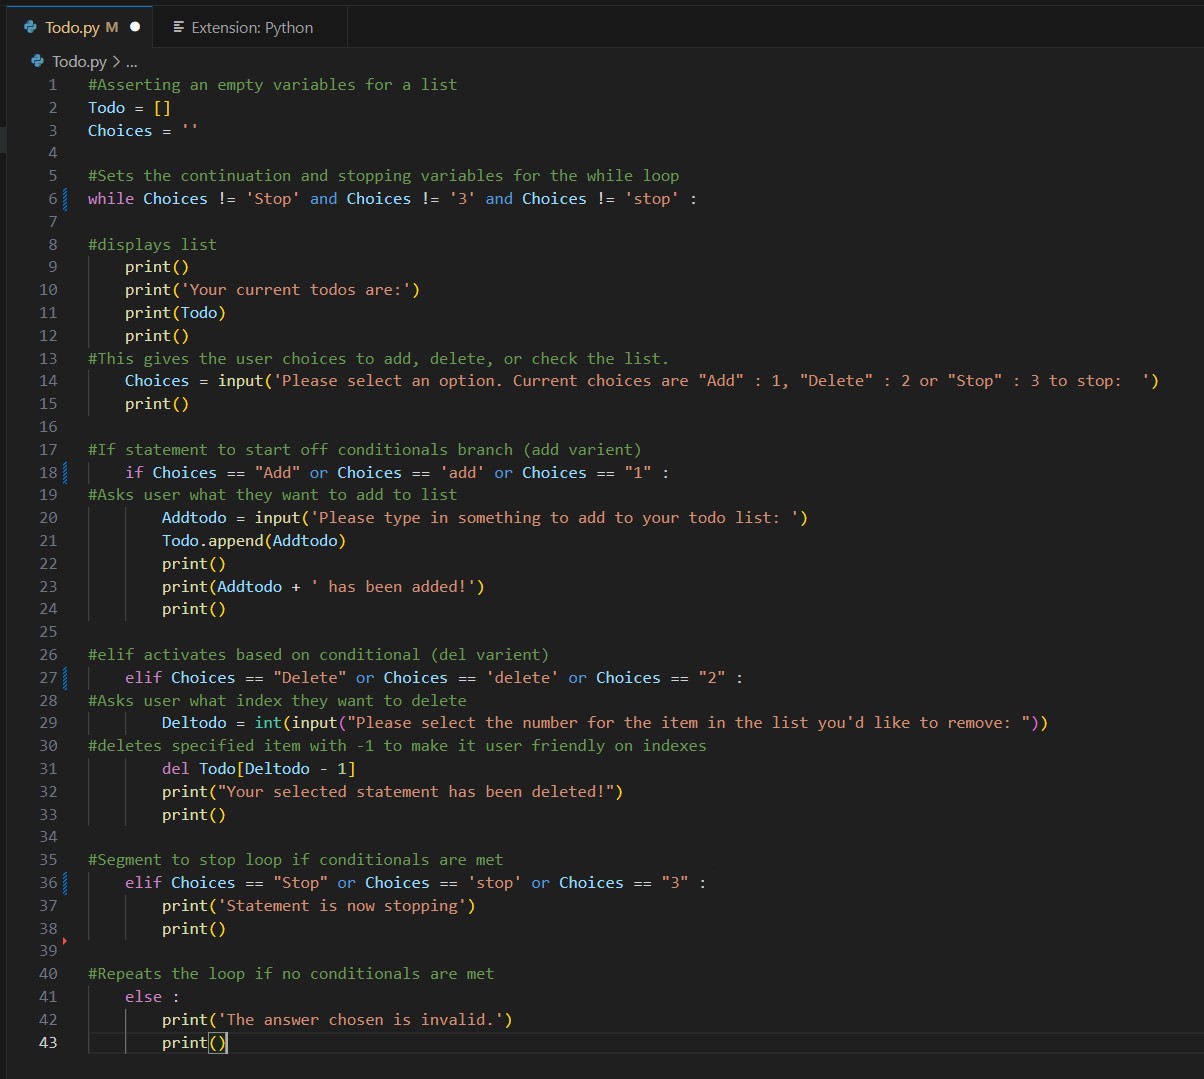 Todo.py M
Extension: Python
Todo.py > ...
1 #Asserting an empty variables for a list
2 Todo = []
3 Choices = ''
4
5 #Sets the continuation and stopping variables for the while loop
6 while Choices != 'Stop' and Choices != '3' and Choices != 'stop' :
7
8 #displays list
9     print()
10     print('Your current todos are:')
11     print(Todo)
12     print()
13 #This gives the user choices to add, delete, or check the list.
14     Choices = input('Please select an option. Current choices are "Add" : 1, "Delete" : 2 or "Stop" : 3 to stop:  ')
15     print()
16
17 #If statement to start off conditionals branch (add varient)
18     if Choices == "Add" or Choices == 'add' or Choices == "1" :
19 #Asks user what they want to add to list
20         Addtodo = input('Please type in something to add to your todo list: ')
21         Todo.append(Addtodo)
22         print()
23         print(Addtodo + ' has been added!')
24         print()
25
26 #elif activates based on conditional (del varient)
27     elif Choices == "Delete" or Choices == 'delete' or Choices == "2" :
28 #Asks user what index they want to delete
29         Deltodo = int(input("Please select the number for the item in the list you'd like to remove: "))
30 #deletes specified item with -1 to make it user friendly on indexes
31         del Todo[Deltodo - 1]
32         print("Your selected statement has been deleted!")
33         print()
34
35 #Segment to stop loop if conditionals are met
36     elif Choices == "Stop" or Choices == 'stop' or Choices == "3" :
37         print('Statement is now stopping')
38         print()
39
40 #Repeats the loop if no conditionals are met
41     else :
42         print('The answer chosen is invalid.')
43         print()